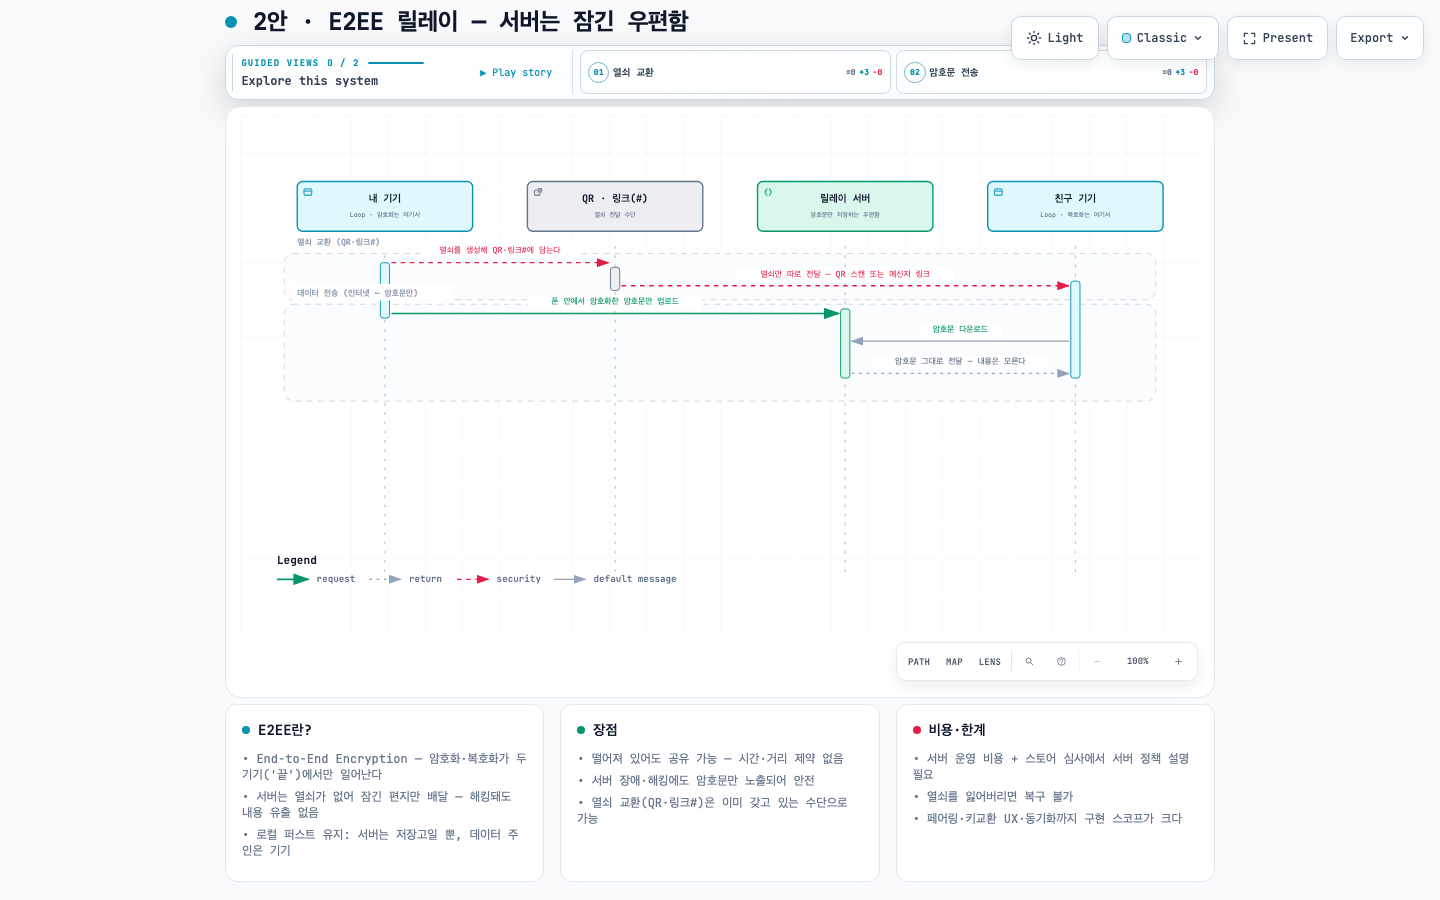 2안 · E2EE 릴레이 — 서버는 잠긴 우편함
Light
Classic
Present
Export
GUIDED VIEWS 0 / 2
Explore this system
▶ Play story
01 열쇠 교환 ≡0 +3 -0
02 암호문 전송 ≡0 +3 -0
내 기기
Loop · 암호화는 여기서
QR · 링크(#)
열쇠 전달 수단
릴레이 서버
암호문만 저장하는 우편함
친구 기기
Loop · 복호화는 여기서
열쇠 교환 (QR·링크#)
열쇠를 생성해 QR·링크#에 담는다
열쇠만 따로 전달 — QR 스캔 또는 메신저 링크
데이터 전송 (인터넷 — 암호문만)
폰 안에서 암호화한 암호문만 업로드
암호문 다운로드
암호문 그대로 전달 — 내용은 모른다
Legend
request
return
security
default message
PATH
MAP
LENS
100%
E2EE란?
• End-to-End Encryption — 암호화·복호화가 두
기기('끝')에서만 일어난다
• 서버는 열쇠가 없어 잠긴 편지만 배달 — 해킹돼도
내용 유출 없음
• 로컬 퍼스트 유지: 서버는 저장고일 뿐, 데이터 주
인은 기기
장점
• 떨어져 있어도 공유 가능 — 시간·거리 제약 없음
• 서버 장애·해킹에도 암호문만 노출되어 안전
• 열쇠 교환(QR·링크#)은 이미 갖고 있는 수단으로
가능
비용·한계
• 서버 운영 비용 + 스토어 심사에서 서버 정책 설명
필요
• 열쇠를 잃어버리면 복구 불가
• 페어링·키교환 UX·동기화까지 구현 스코프가 크다